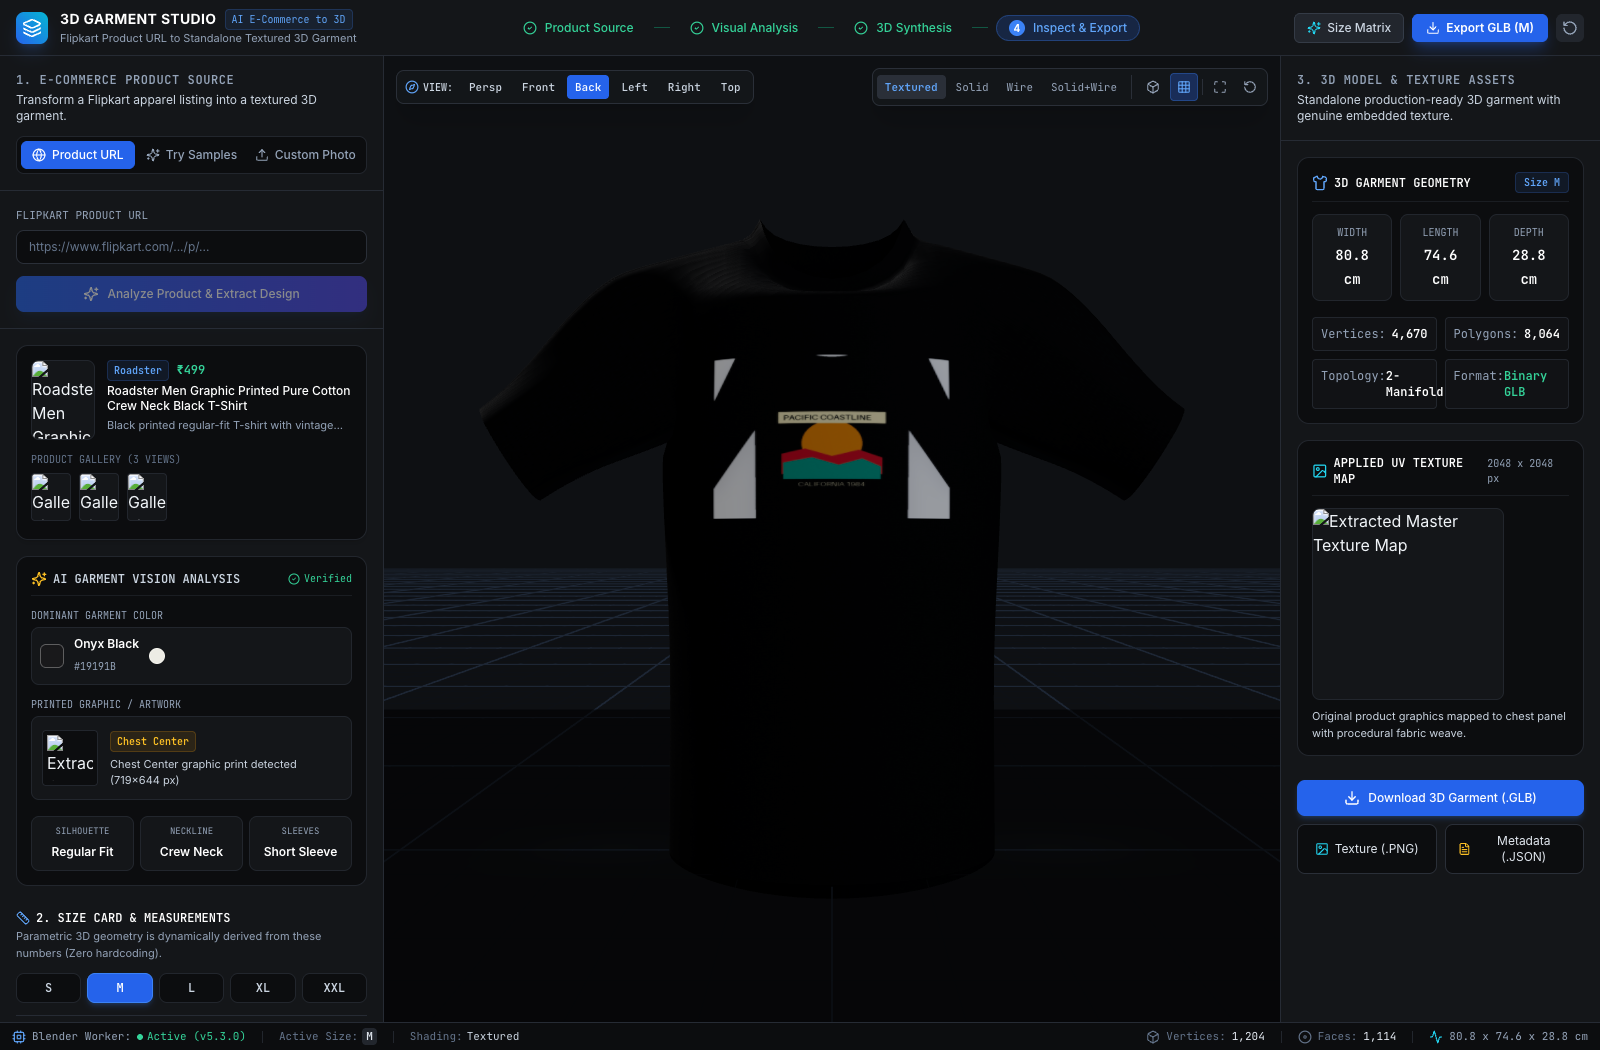 3D GARMENT STUDIO
AI E-Commerce to 3D
Flipkart Product URL to Standalone Textured 3D Garment
Product Source
Visual Analysis
3D Synthesis
4 Inspect & Export
Size Matrix
Export GLB (M)
1. E-COMMERCE PRODUCT SOURCE
Transform a Flipkart apparel listing into a textured 3D
garment.
Product URL
Try Samples
Custom Photo
FLIPKART PRODUCT URL
https://www.flipkart.com/.../p/...
Analyze Product & Extract Design
Roadste
Men
Graphic
Roadster ₹499
Roadster Men Graphic Printed Pure Cotton
Crew Neck Black T-Shirt
Black printed regular-fit T-shirt with vintage...
PRODUCT GALLERY (3 VIEWS)
Galle
Galle
Galle
AI GARMENT VISION ANALYSIS
Verified
DOMINANT GARMENT COLOR
Onyx Black
#19191B
PRINTED GRAPHIC / ARTWORK
Extrac
Chest Center
Chest Center graphic print detected
(719×644 px)
SILHOUETTE
Regular Fit
NECKLINE
Crew Neck
SLEEVES
Short Sleeve
2. SIZE CARD & MEASUREMENTS
Parametric 3D geometry is dynamically derived from these
numbers (Zero hardcoding).
S
M
L
XL
XXL
VIEW:
Persp
Front
Back
Left
Right
Top
Textured
Solid
Wire
Solid+Wire
PACIFIC COASTLINE
CALIFORNIA 1984
3. 3D MODEL & TEXTURE ASSETS
Standalone production-ready 3D garment with
genuine embedded texture.
3D GARMENT GEOMETRY
Size M
WIDTH
80.8
cm
LENGTH
74.6
cm
DEPTH
28.8
cm
Vertices: 4,670
Polygons: 8,064
Topology: 2-
Manifold
Format: Binary
GLB
APPLIED UV TEXTURE
MAP
2048 x 2048
px
Extracted Master
Texture Map
Original product graphics mapped to chest panel
with procedural fabric weave.
Download 3D Garment (.GLB)
Texture (.PNG)
Metadata
(.JSON)
Blender Worker: Active (v5.3.0)
Active Size: M
Shading: Textured
Vertices: 1,204
Faces: 1,114
80.8 x 74.6 x 28.8 cm